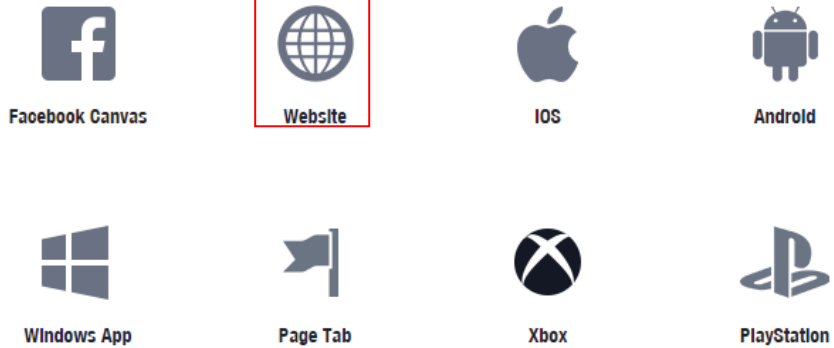 Facebook Canvas
Website
iOS
Android
Windows App
Page Tab
Xbox
PlayStation